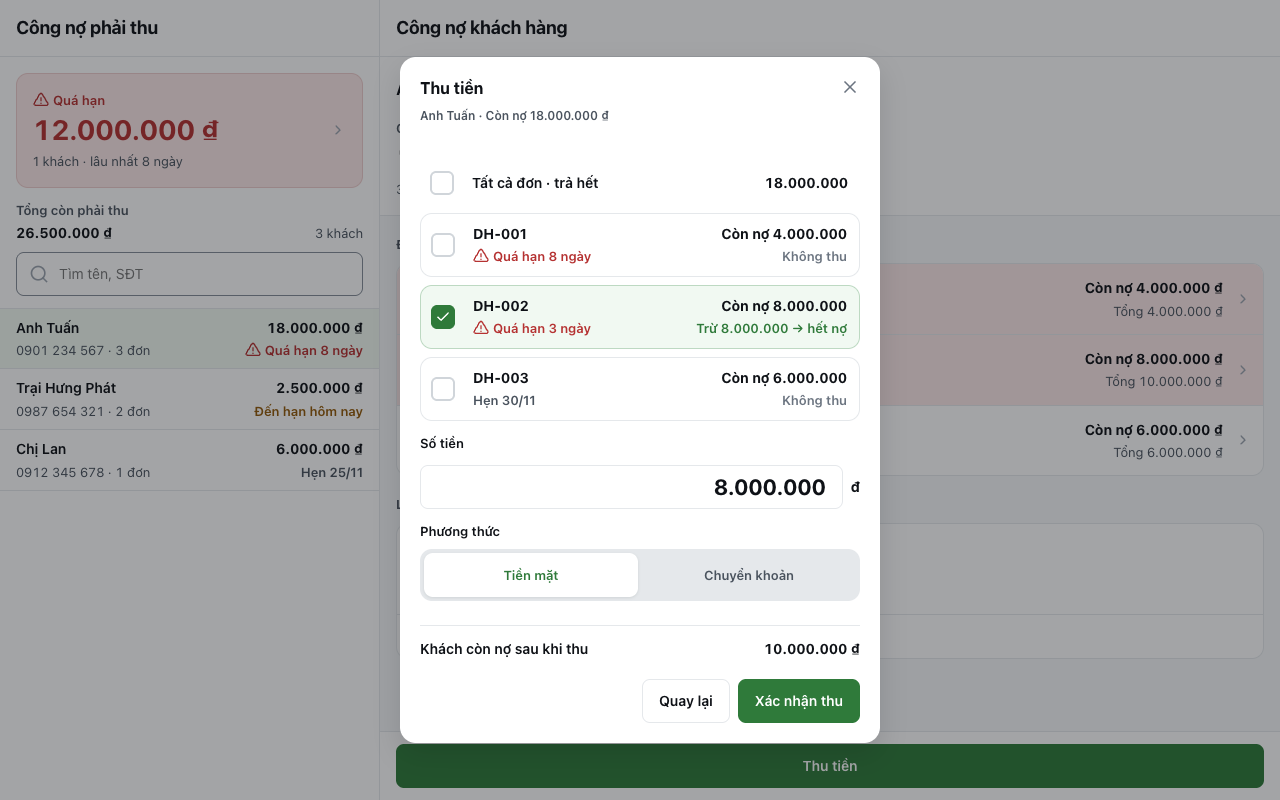 Công nợ phải thu
Quá hạn
12.000.000 ₫
1 khách · lâu nhất 8 ngày
Tổng còn phải thu
26.500.000 ₫ 3 khách
Tìm tên, SĐT
Anh Tuấn 18.000.000 ₫
0901 234 567 · 3 đơn Quá hạn 8 ngày
Trại Hưng Phát 2.500.000 ₫
0987 654 321 · 2 đơn Đến hạn hôm nay
Chị Lan 6.000.000 ₫
0912 345 678 · 1 đơn Hẹn 25/11
Công nợ khách hàng
Thu tiền
Anh Tuấn · Còn nợ 18.000.000 ₫
Tất cả đơn · trả hết 18.000.000
DH-001 Còn nợ 4.000.000
Quá hạn 8 ngày Không thu
DH-002 Còn nợ 8.000.000
Quá hạn 3 ngày Trừ 8.000.000 → hết nợ
DH-003 Còn nợ 6.000.000
Hẹn 30/11 Không thu
Số tiền
8.000.000 đ
Phương thức
Tiền mặt Chuyển khoản
Khách còn nợ sau khi thu 10.000.000 ₫
Quay lại Xác nhận thu
Còn nợ 4.000.000 ₫
Tổng 4.000.000 ₫
Còn nợ 8.000.000 ₫
Tổng 10.000.000 ₫
Còn nợ 6.000.000 ₫
Tổng 6.000.000 ₫
Thu tiền